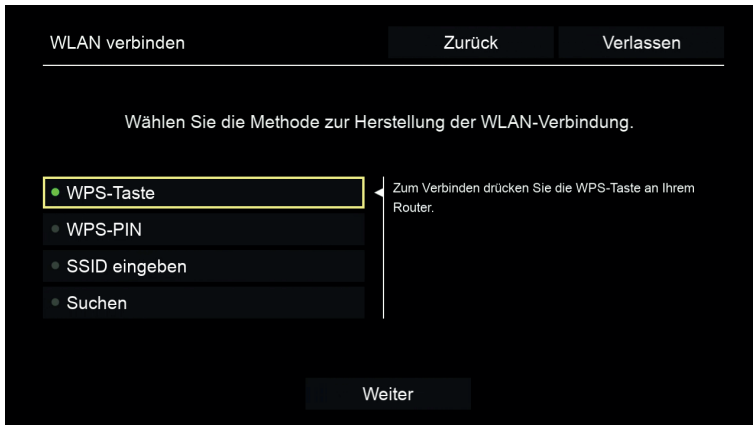 WLAN verbinden
Zurück
Verlassen
Wählen Sie die Methode zur Herstellung der WLAN-Verbindung.
WPS-Taste
WPS-PIN
SSID eingeben
Suchen
Zum Verbinden drücken Sie die WPS-Taste an Ihrem
Router.
Weiter